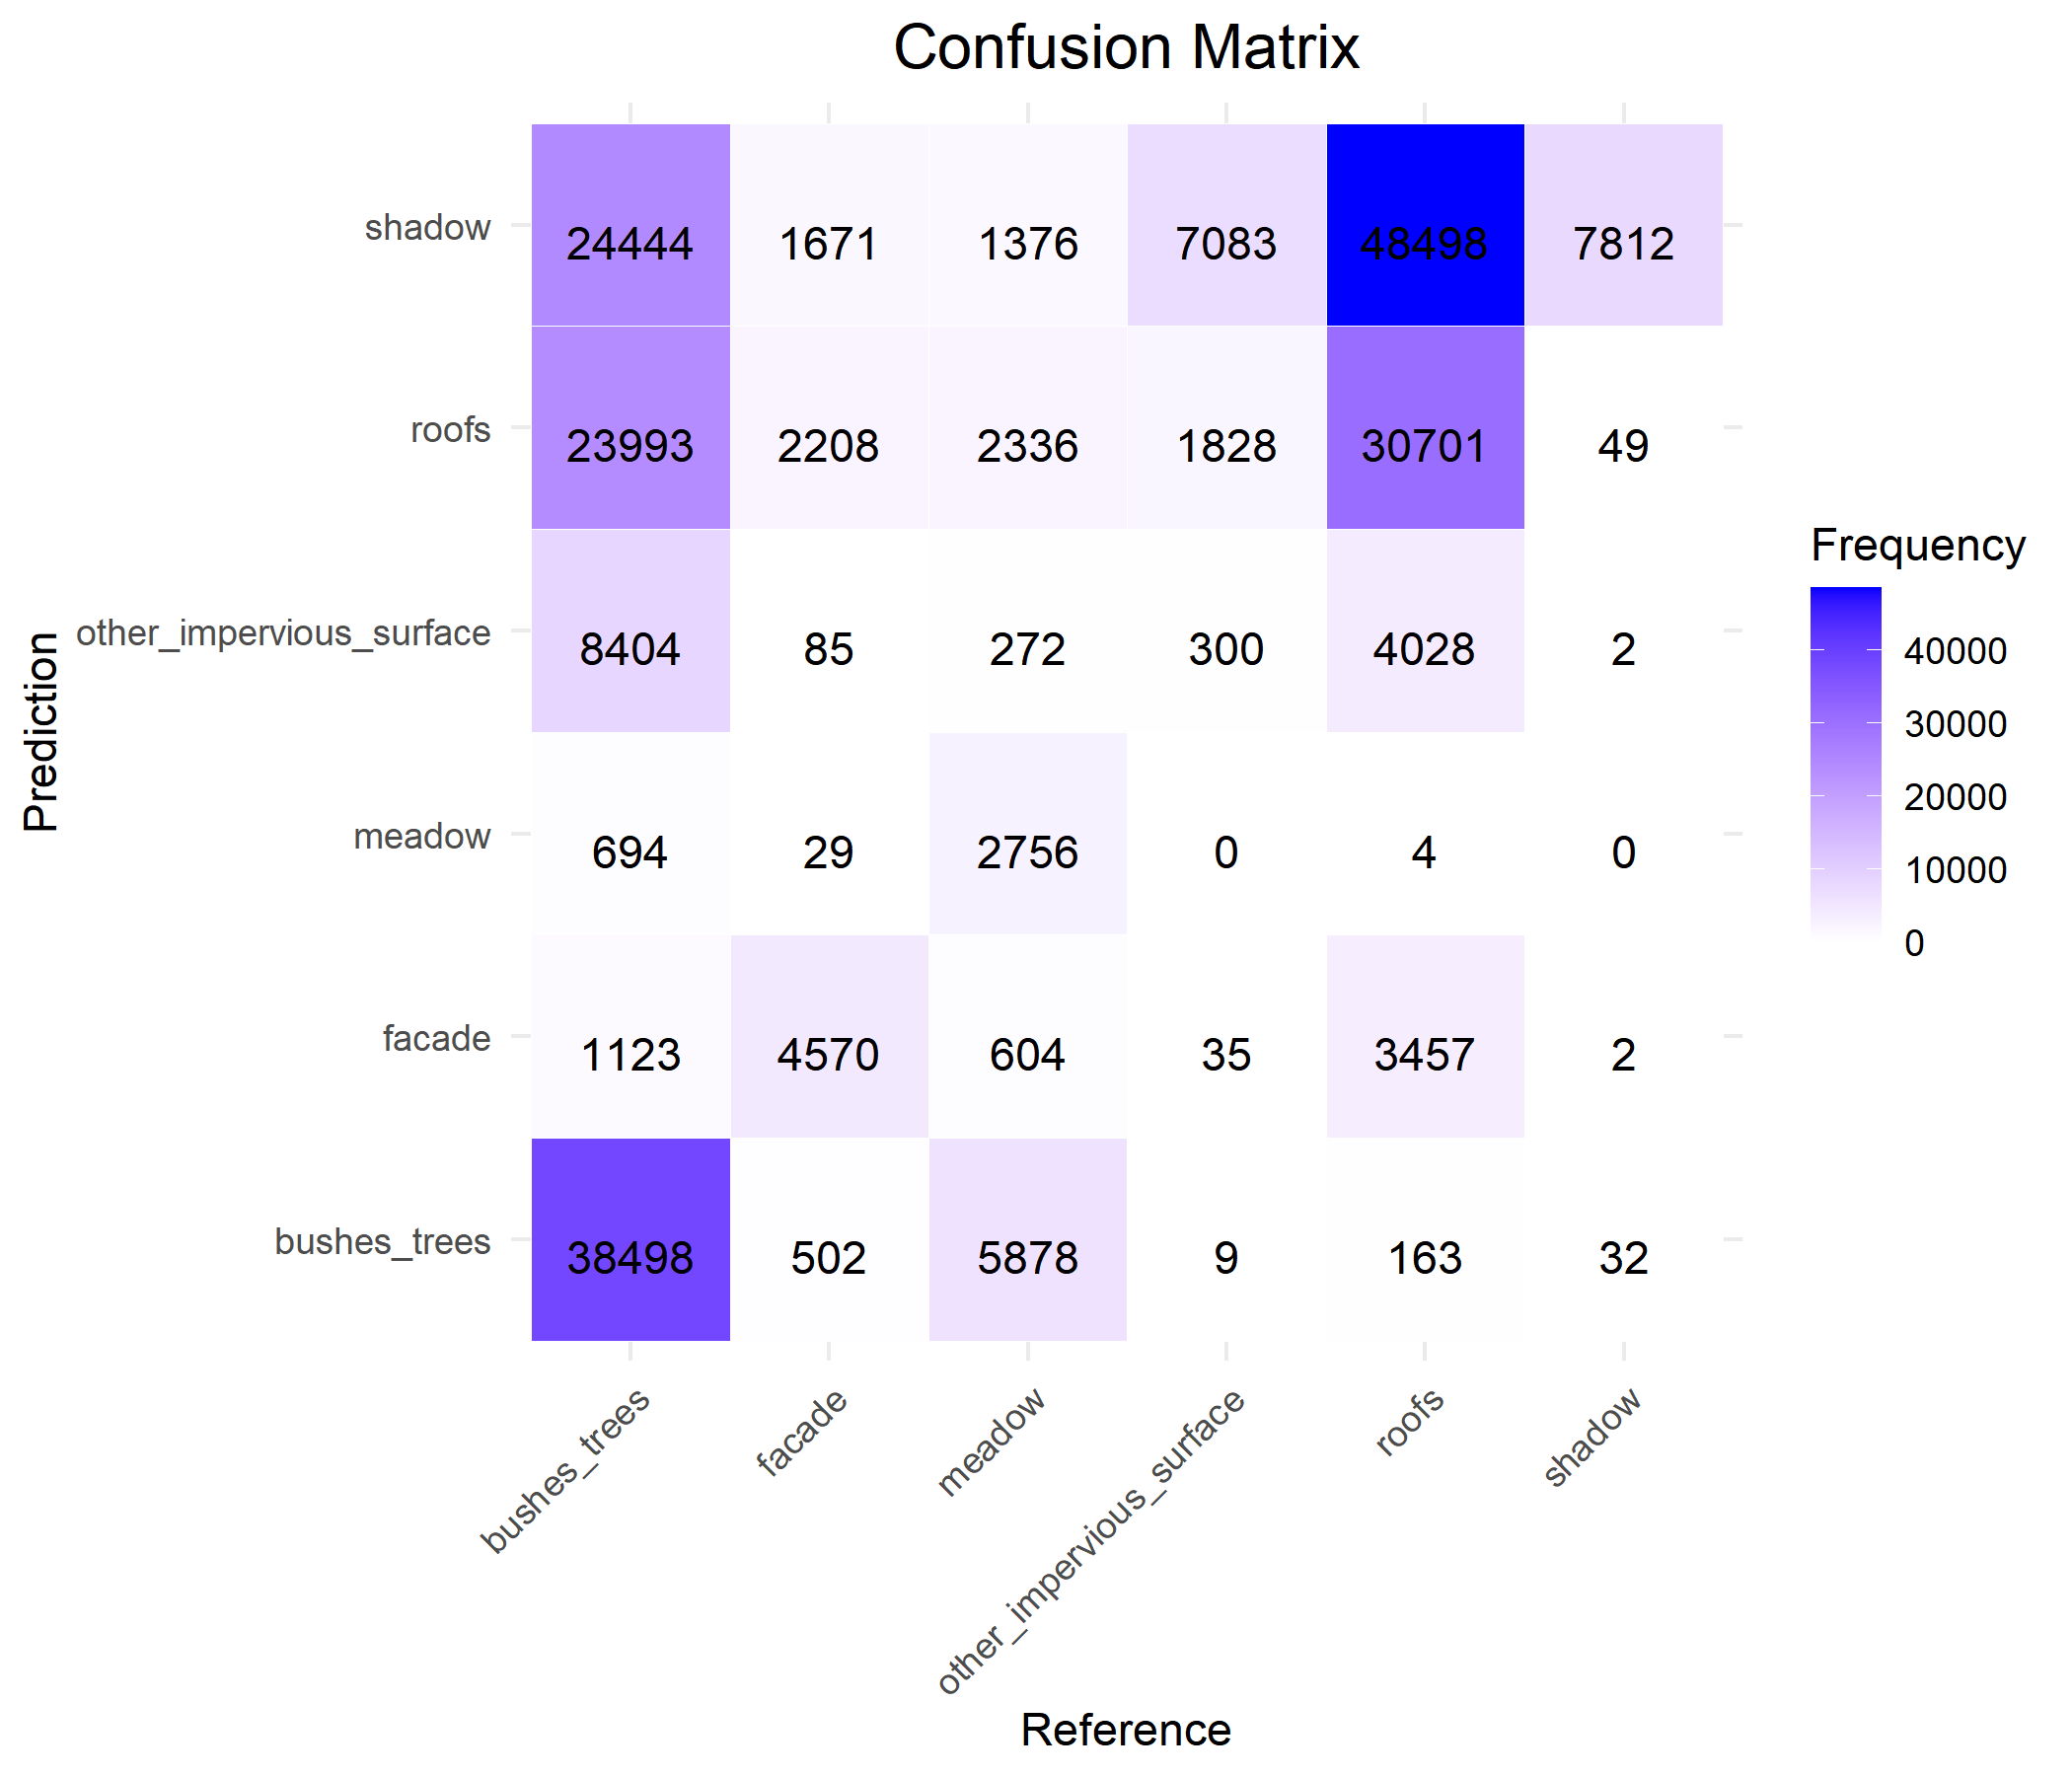 Confusion Matrix
Prediction
shadow 24444 1671 1376 7083 48498 7812
roofs 23993 2208 2336 1828 30701 49
other_impervious_surface 8404 85 272 300 4028 2
meadow 694 29 2756 0 4 0
facade 1123 4570 604 35 3457 2
bushes_trees 38498 502 5878 9 163 32
bushes_trees facade meadow other_impervious_surface roofs shadow
Reference
Frequency
40000
30000
20000
10000
0